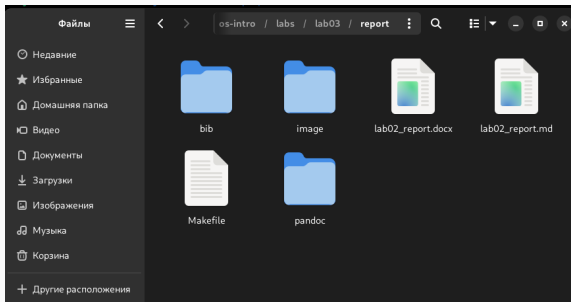 Файлы
os-intro / labs / lab03 / report
Недавние
Избранные
Домашняя папка
Видео
Документы
Загрузки
Изображения
Музыка
Корзина
Другие расположения
bib
image
lab02_report.docx
lab02_report.md
Makefile
pandoc